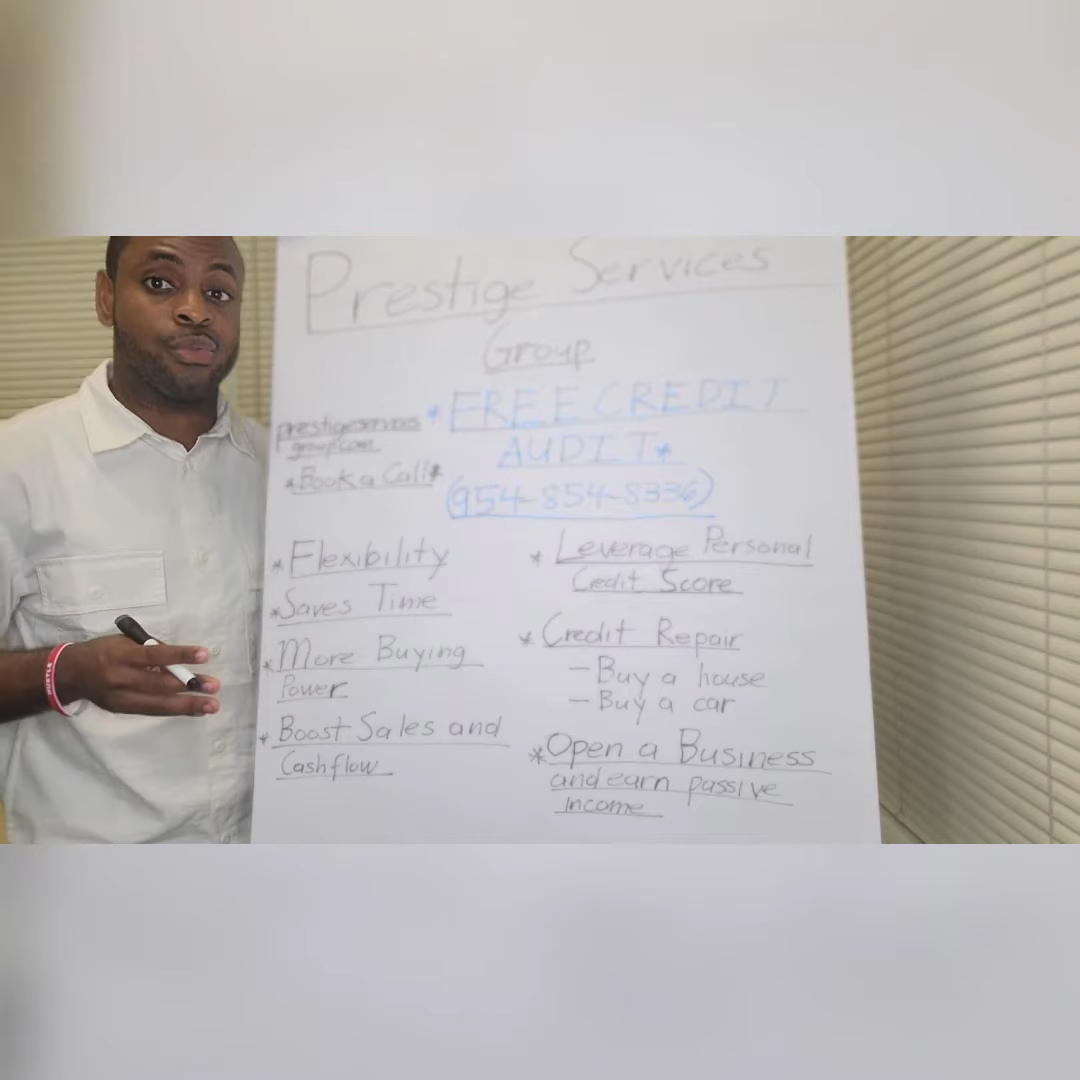 Prestige Services
Group
*FREE CREDIT
AUDIT*
(954-854-8336)
prestigeservices
group.com
*Book a Call*
*Flexibility
*Saves Time
*More Buying
Power
*Boost Sales and
Cashflow
*Leverage Personal
Credit Score
*Credit Repair
-Buy a house
-Buy a car
*Open a Business
and earn passive
income
HUSTLE